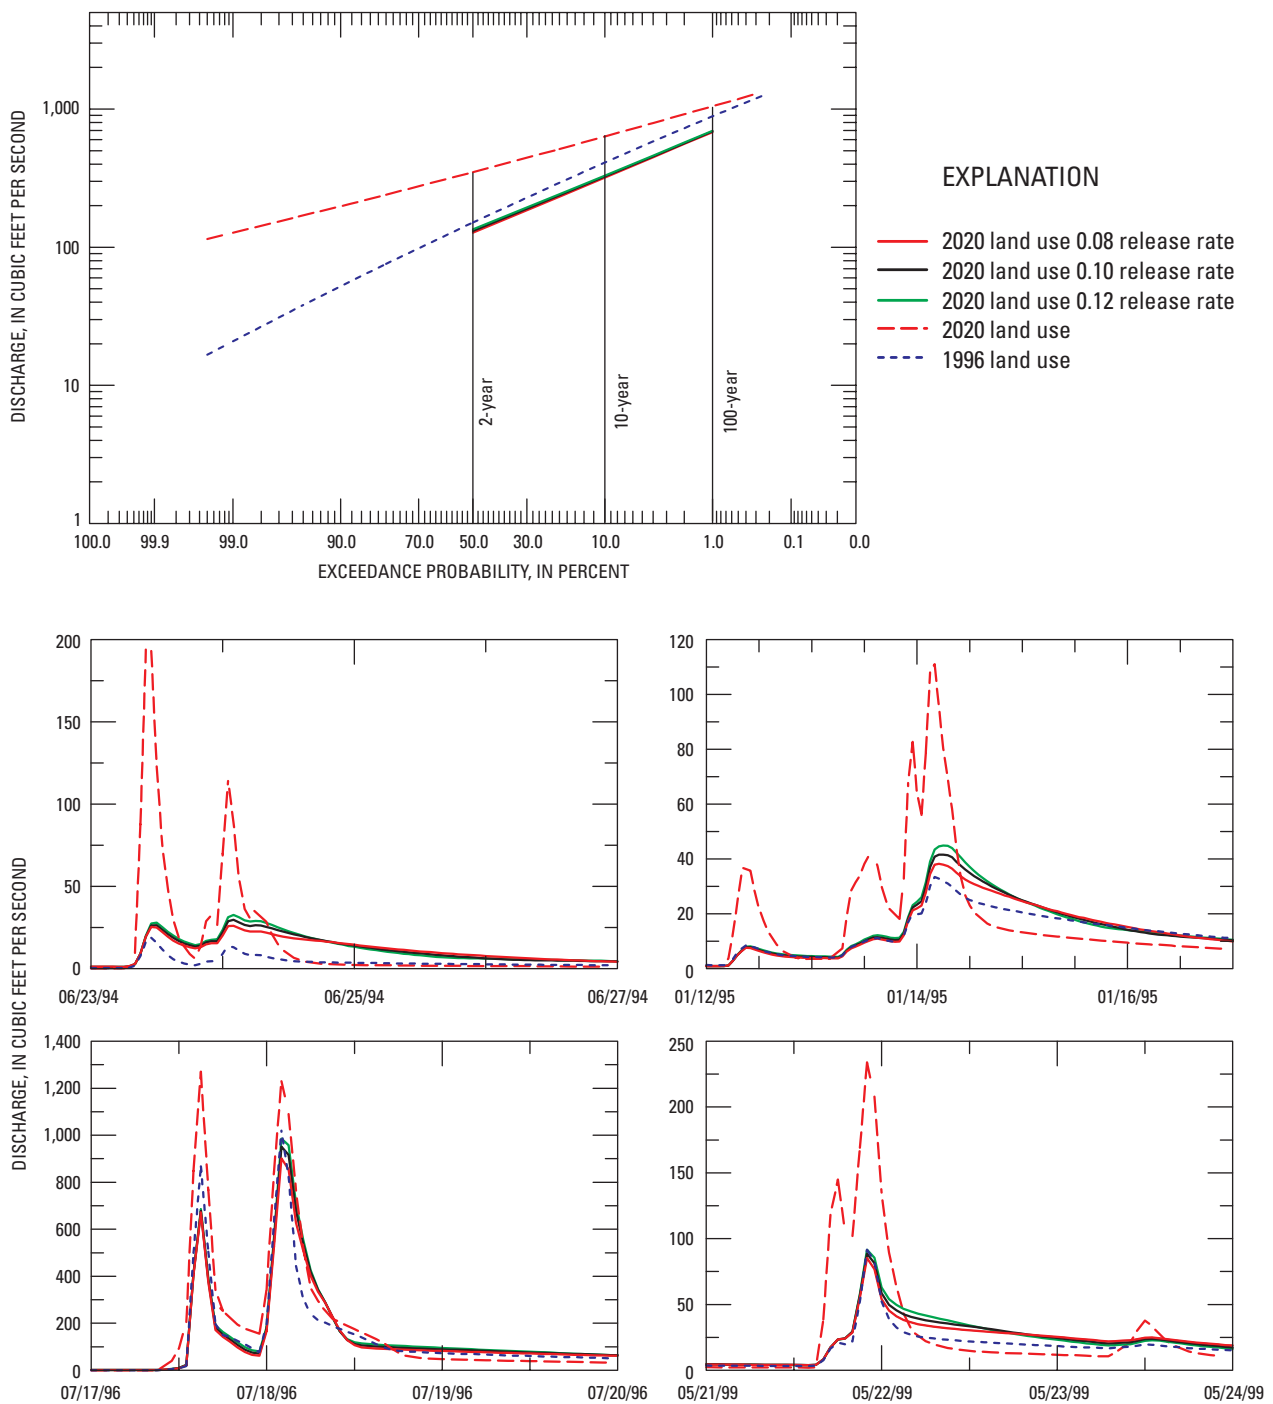 DISCHARGE, IN CUBIC FEET PER SECOND
1,000
100
10
1
100.0 99.9 99.0 90.0 70.0 50.0 30.0 10.0 1.0 0.1 0.0
EXCEEDANCE PROBABILITY, IN PERCENT
2-year
10-year
100-year
EXPLANATION
2020 land use 0.08 release rate
2020 land use 0.10 release rate
2020 land use 0.12 release rate
2020 land use
1996 land use
DISCHARGE, IN CUBIC FEET PER SECOND
200
150
100
50
0
06/23/94 06/25/94 06/27/94
120
100
80
60
40
20
0
01/12/95 01/14/95 01/16/95
1,400
1,200
1,000
800
600
400
200
0
07/17/96 07/18/96 07/19/96 07/20/96
250
200
150
100
50
0
05/21/99 05/22/99 05/23/99 05/24/99